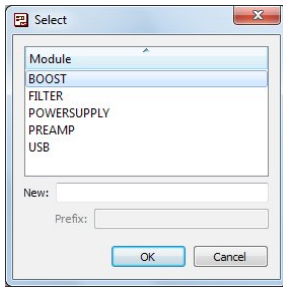 Select
Module
BOOST
FILTER
POWERSUPPLY
PREAMP
USB
New:
Prefix:
OK Cancel